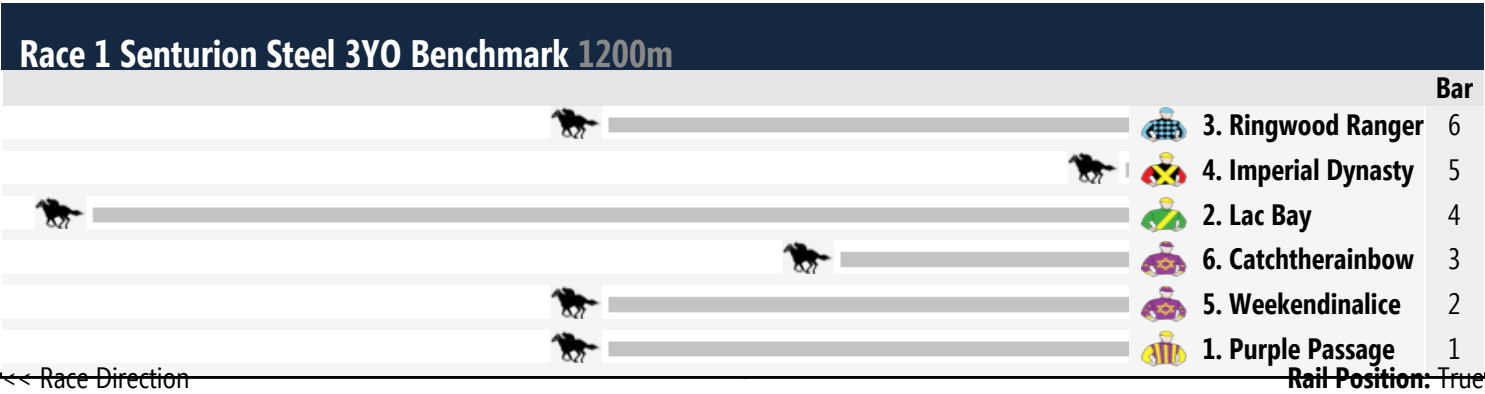 Race 1 Senturion Steel 3YO Benchmark 1200m
Bar
3. Ringwood Ranger 6
4. Imperial Dynasty 5
2. Lac Bay 4
6. Catchtherainbow 3
5. Weekendinalice 2
1. Purple Passage 1
<< Race Direction Rail Position: True